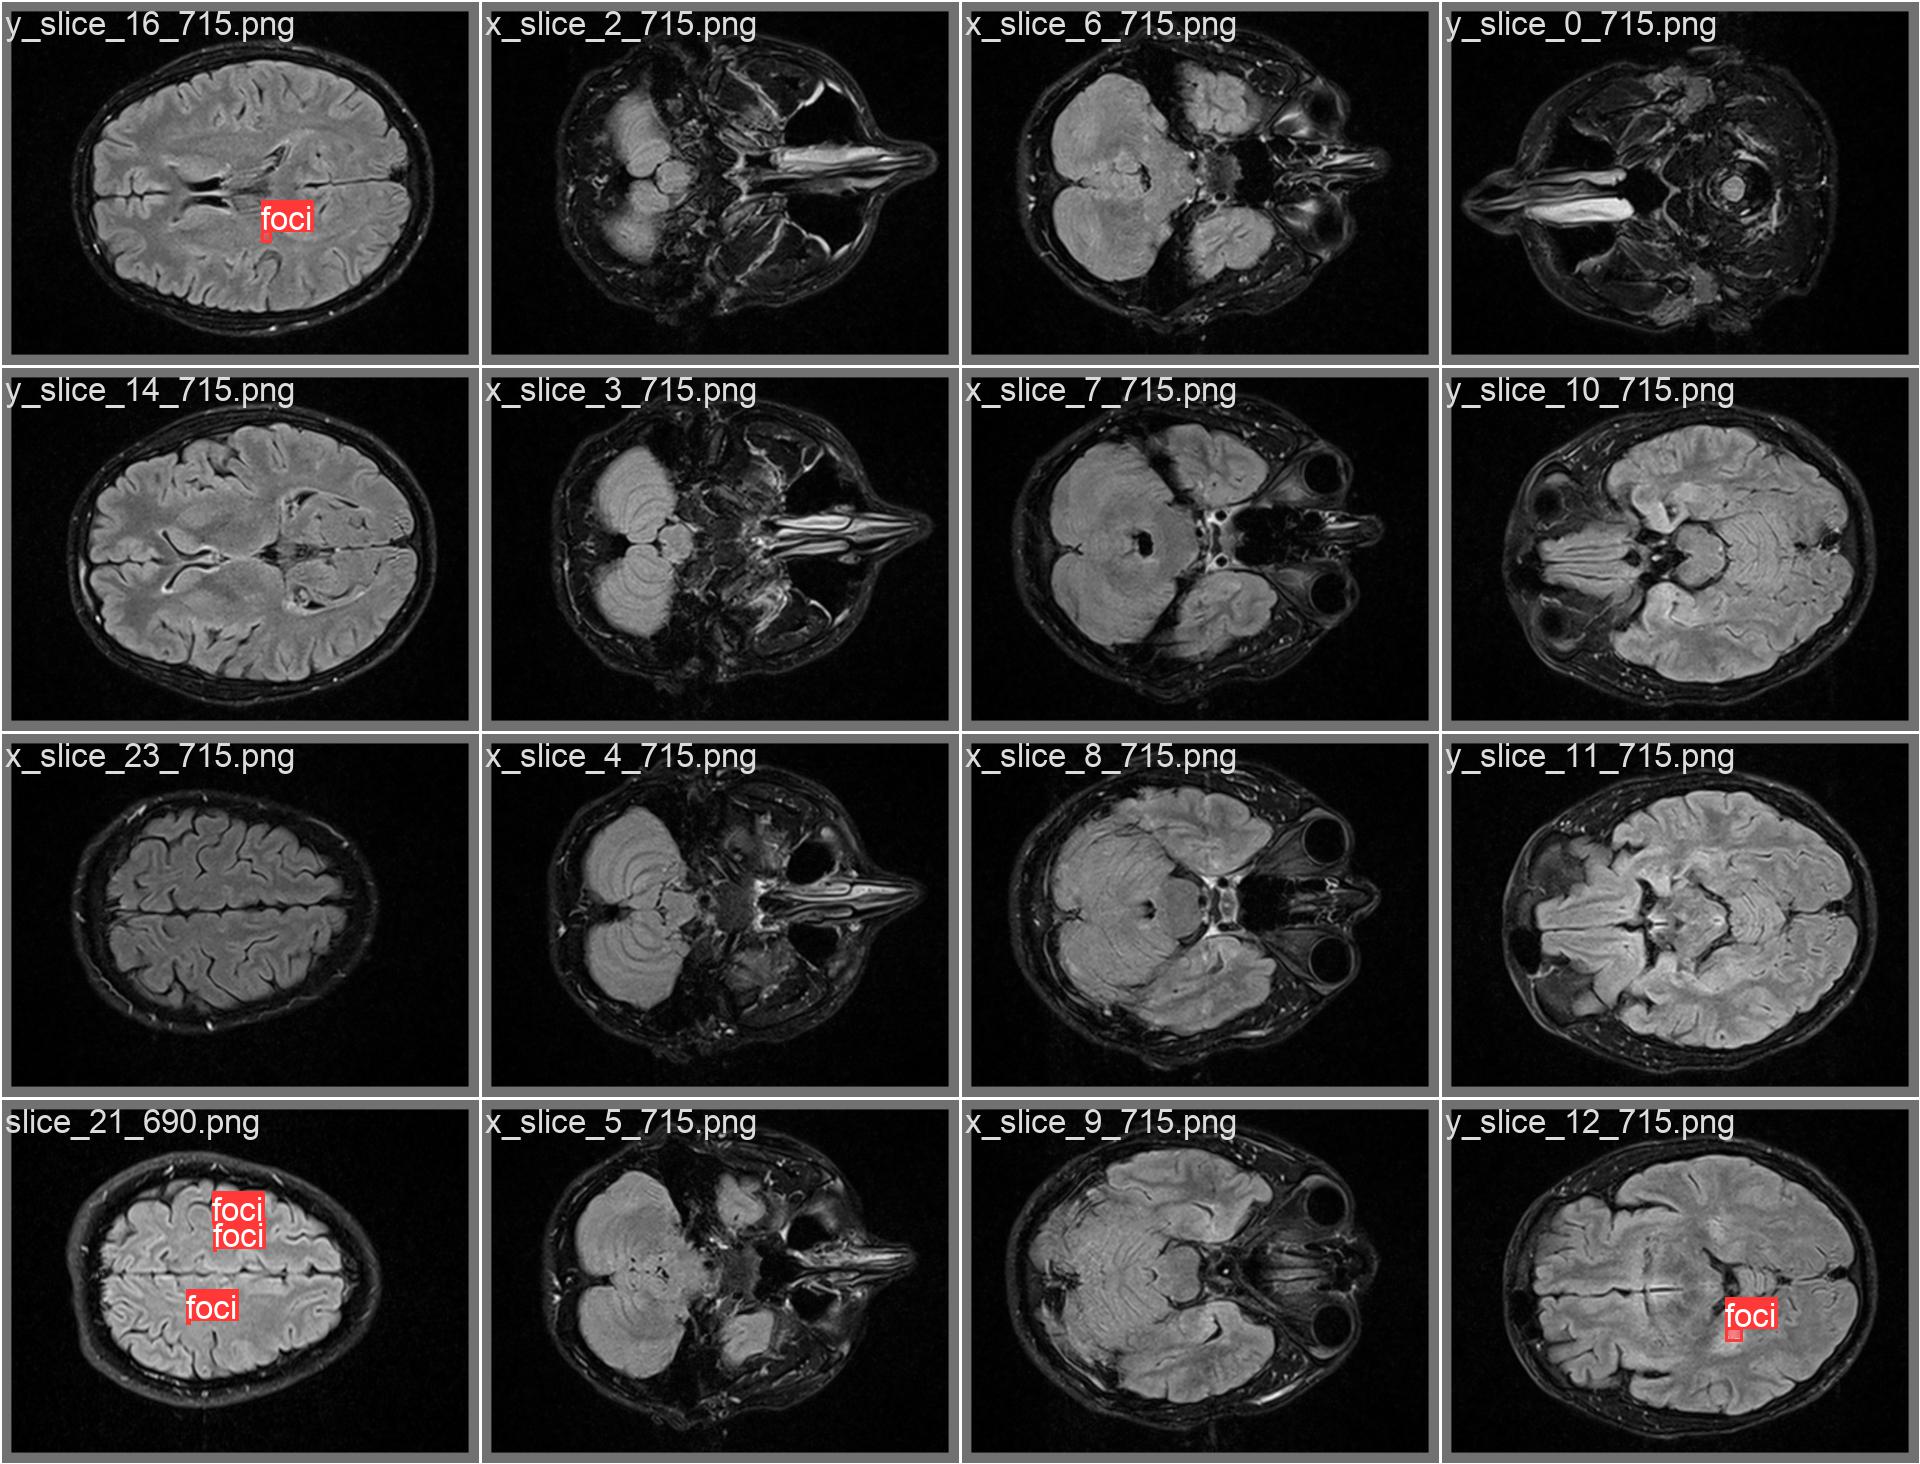 y_slice_16_715.png
x_slice_2_715.png
x_slice_6_715.png
y_slice_0_715.png
foci
y_slice_14_715.png
x_slice_3_715.png
x_slice_7_715.png
y_slice_10_715.png
x_slice_23_715.png
x_slice_4_715.png
x_slice_8_715.png
y_slice_11_715.png
slice_21_690.png
x_slice_5_715.png
x_slice_9_715.png
y_slice_12_715.png
foci
foci
foci
foci